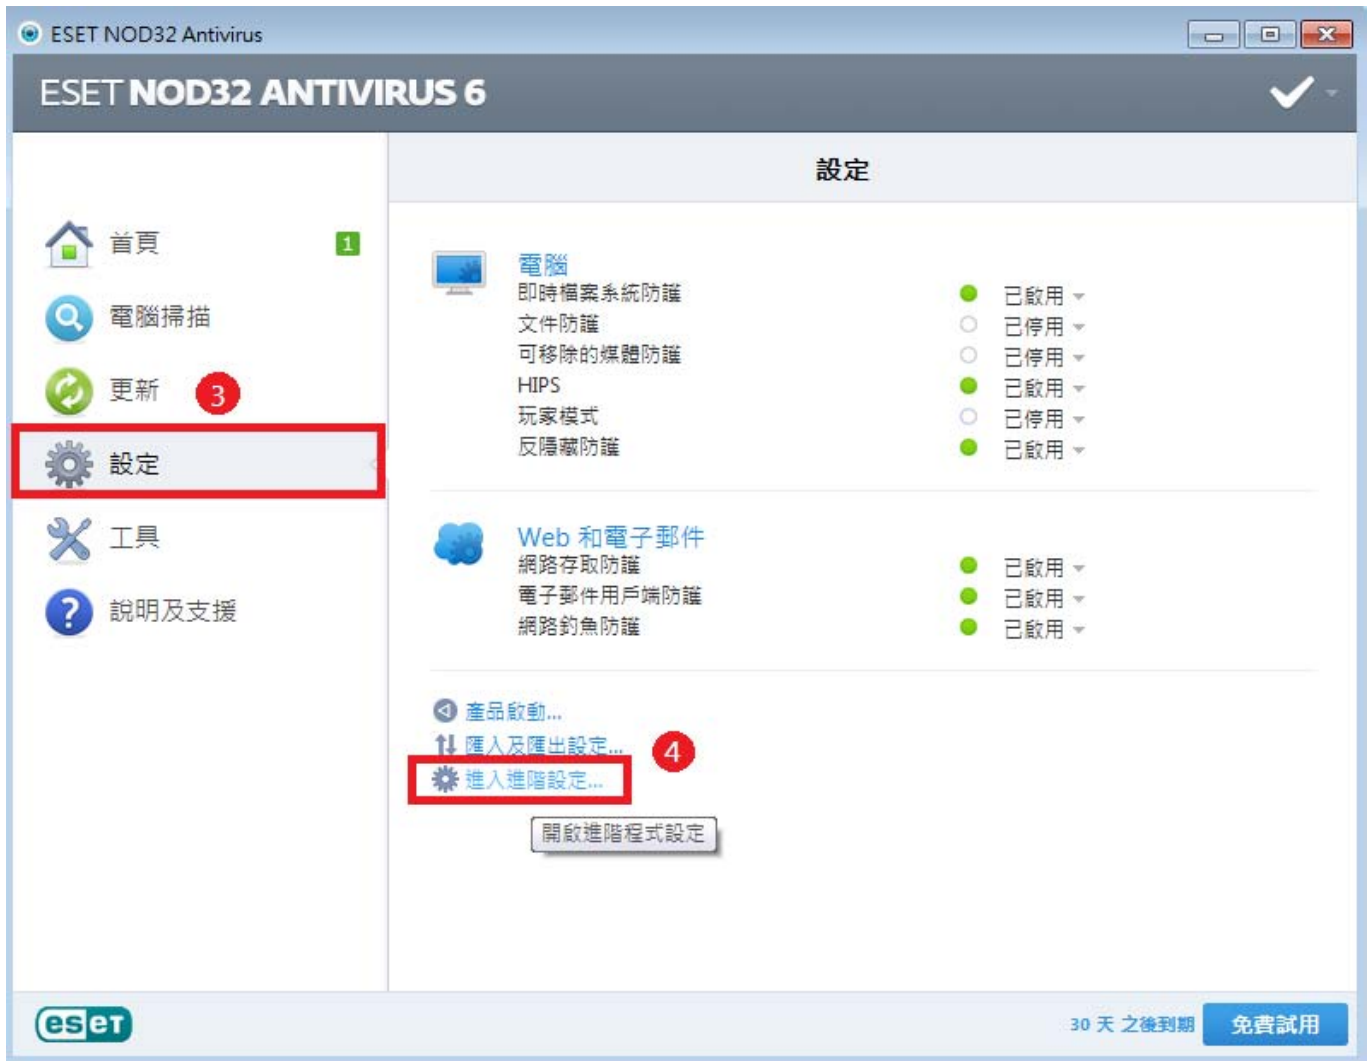 ESET NOD32 Antivirus
ESET NOD32 ANTIVIRUS 6
設定
首頁 1
電腦掃描
更新 3
設定
工具
說明及支援
電腦
即時檔案系統防護 已啟用
文件防護 已停用
可移除的媒體防護 已停用
HIPS 已啟用
玩家模式 已停用
反隱藏防護 已啟用
Web 和電子郵件
網路存取防護 已啟用
電子郵件用戶端防護 已啟用
網路釣魚防護 已啟用
產品啟動...
匯入及匯出設定...
4
進入進階設定...
開啟進階程式設定
eset
30 天 之後到期
免費試用